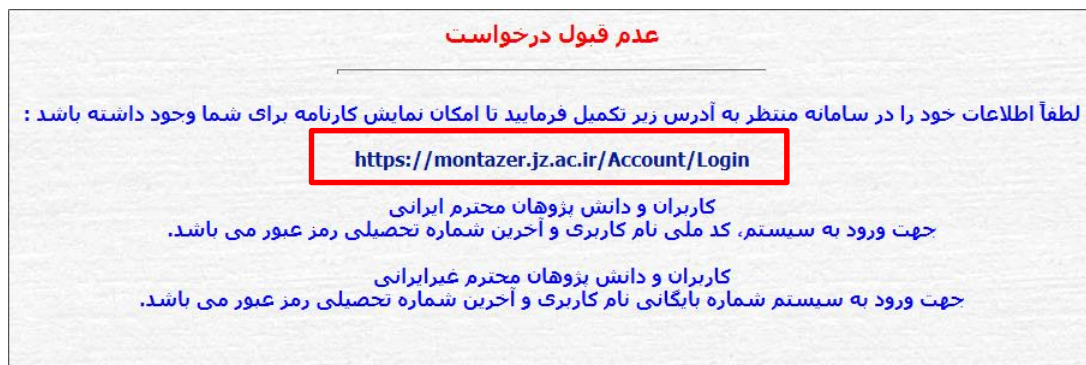 عدم قبول درخواست
لطفاً اطلاعات خود را در سامانه منتظر به آدرس زیر تکمیل فرمایید تا امکان نمایش کارنامه برای شما وجود داشته باشد :
https://montazer.jz.ac.ir/Account/Login
کاربران و دانش پژوهان محترم ایرانی
جهت ورود به سیستم، کد ملی نام کاربری و آخرین شماره تحصیلی رمز عبور می باشد.
کاربران و دانش پژوهان محترم غیرایرانی
جهت ورود به سیستم شماره بایگانی نام کاربری و آخرین شماره تحصیلی رمز عبور می باشد.